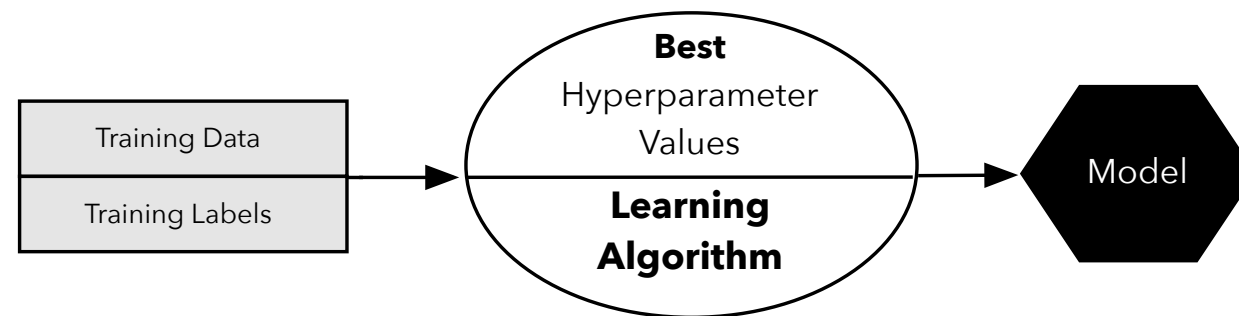 Training Data
Training Labels
Best
Hyperparameter
Values
Learning
Algorithm
Model